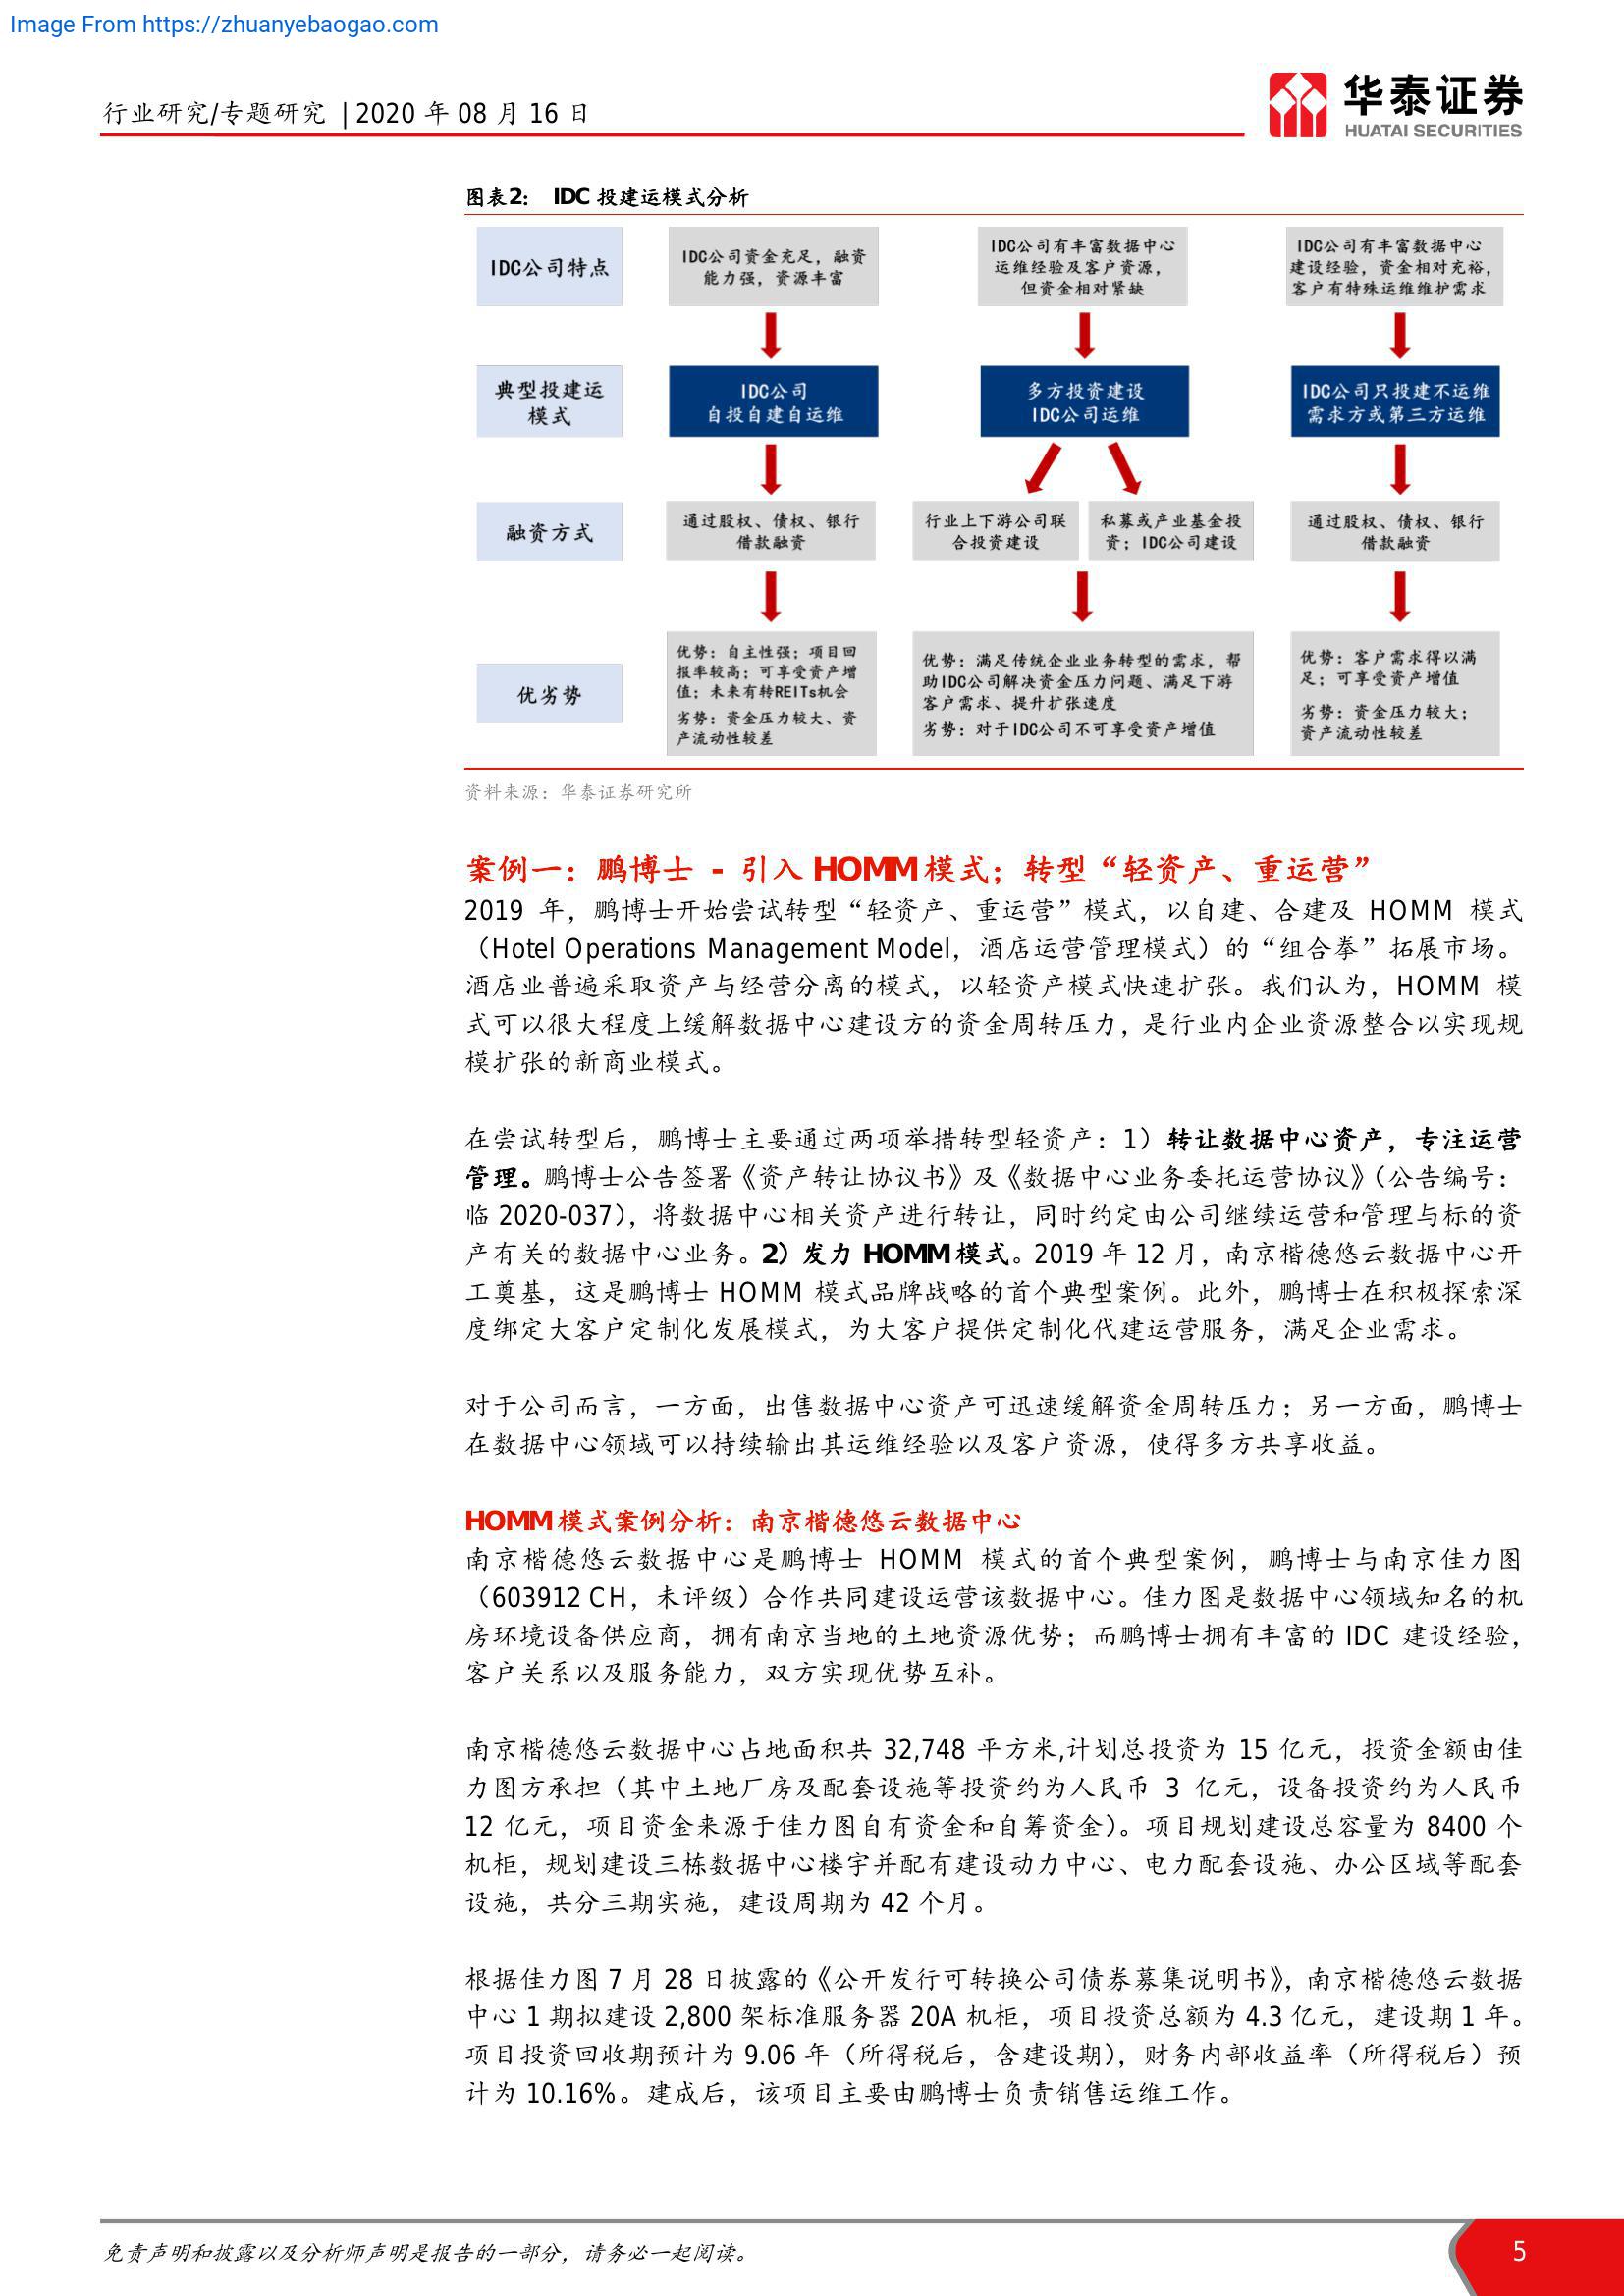 Image From https://zhuanyebaogao.com
行业研究/专题研究 | 2020 年 08 月 16 日
华泰证券
HUATAI SECURITIES
图表2: IDC 投建运模式分析
IDC公司特点
IDC公司资金充足，融资
能力强，资源丰富
IDC公司有丰富数据中心
运维经验及客户资源，
但资金相对紧缺
IDC公司有丰富数据中心
建设经验，资金相对充裕，
客户有特殊运维维护需求
典型投建运
模式
IDC公司
自投自建自运维
多方投资建设
IDC公司运维
IDC公司只投建不运维
需求方或第三方运维
融资方式
通过股权、债权、银行
借款融资
行业上下游公司联
合投资建设
私募或产业基金投
资；IDC公司建设
通过股权、债权、银行
借款融资
优劣势
优势：自主性强；项目回
报率较高；可享受资产增
值；未来有转REITs机会
劣势：资金压力较大、资
产流动性较差
优势：满足传统企业业务转型的需求，帮
助IDC公司解决资金压力问题、满足下游
客户需求、提升扩张速度
劣势：对于IDC公司不可享受资产增值
优势：客户需求得以满
足；可享受资产增值
劣势：资金压力较大；
资产流动性较差
资料来源：华泰证券研究所
案例一：鹏博士 - 引入 HOMM 模式；转型“轻资产、重运营”
2019 年，鹏博士开始尝试转型“轻资产、重运营”模式，以自建、合建及 HOMM 模式
（Hotel Operations Management Model，酒店运营管理模式）的“组合拳”拓展市场。
酒店业普遍采取资产与经营分离的模式，以轻资产模式快速扩张。我们认为，HOMM 模
式可以很大程度上缓解数据中心建设方的资金周转压力，是行业内企业资源整合以实现规
模扩张的新商业模式。
在尝试转型后，鹏博士主要通过两项举措转型轻资产：1）转让数据中心资产，专注运营
管理。鹏博士公告签署《资产转让协议书》及《数据中心业务委托运营协议》（公告编号：
临 2020-037），将数据中心相关资产进行转让，同时约定由公司继续运营和管理与标的资
产有关的数据中心业务。2）发力 HOMM 模式。2019 年 12 月，南京楷德悠云数据中心开
工奠基，这是鹏博士 HOMM 模式品牌战略的首个典型案例。此外，鹏博士在积极探索深
度绑定大客户定制化发展模式，为大客户提供定制化代建运营服务，满足企业需求。
对于公司而言，一方面，出售数据中心资产可迅速缓解资金周转压力；另一方面，鹏博士
在数据中心领域可以持续输出其运维经验以及客户资源，使得多方共享收益。
HOMM 模式案例分析：南京楷德悠云数据中心
南京楷德悠云数据中心是鹏博士 HOMM 模式的首个典型案例，鹏博士与南京佳力图
（603912 CH，未评级）合作共同建设运营该数据中心。佳力图是数据中心领域知名的机
房环境设备供应商，拥有南京当地的土地资源优势；而鹏博士拥有丰富的 IDC 建设经验，
客户关系以及服务能力，双方实现优势互补。
南京楷德悠云数据中心占地面积共 32,748 平方米,计划总投资为 15 亿元，投资金额由佳
力图方承担（其中土地厂房及配套设施等投资约为人民币 3 亿元，设备投资约为人民币
12 亿元，项目资金来源于佳力图自有资金和自筹资金）。项目规划建设总容量为 8400 个
机柜，规划建设三栋数据中心楼宇并配有建设动力中心、电力配套设施、办公区域等配套
设施，共分三期实施，建设周期为 42 个月。
根据佳力图 7 月 28 日披露的《公开发行可转换公司债券募集说明书》，南京楷德悠云数据
中心 1 期拟建设 2,800 架标准服务器 20A 机柜，项目投资总额为 4.3 亿元，建设期 1 年。
项目投资回收期预计为 9.06 年（所得税后，含建设期），财务内部收益率（所得税后）预
计为 10.16%。建成后，该项目主要由鹏博士负责销售运维工作。
免责声明和披露以及分析师声明是报告的一部分，请务必一起阅读。
5